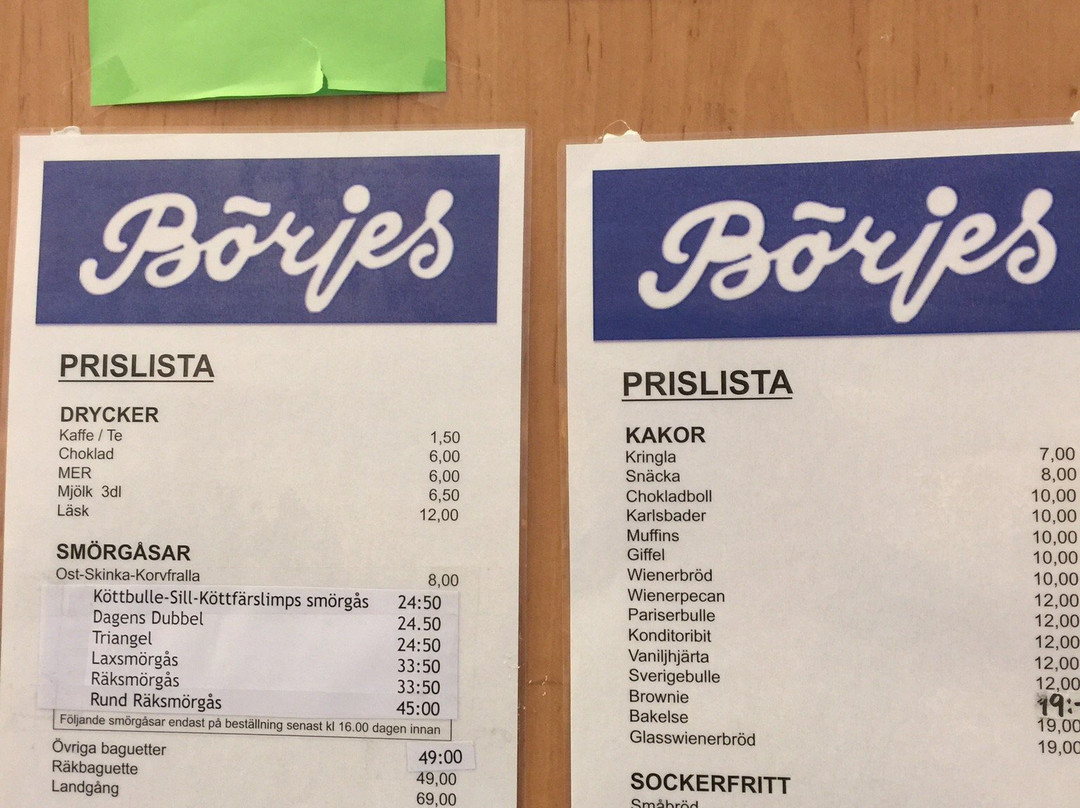 Börjes
PRISLISTA
DRYCKER
Kaffe / Te 1,50
Choklad 6,00
MER 6,00
Mjölk 3dl 6,50
Läsk 12,00
SMÖRGÅSAR
Ost-Skinka-Korvfralla 8,00
Köttbulle-Sill-Köttfärslimps smörgås 24:50
Dagens Dubbel 24.50
Triangel 24:50
Laxsmörgås 33:50
Räksmörgås 33:50
Rund Räksmörgås 45:00
Följande smörgåsar endast på beställning senast kl 16.00 dagen innan
Övriga baguetter 49:00
Räkbaguette 49,00
Landgång 69,00
Börjes
PRISLISTA
KAKOR
Kringla 7,00
Snäcka 8,00
Chokladboll 10,00
Karlsbader 10,00
Muffins 10,00
Giffel 10,00
Wienerbröd 10,00
Wienerpecan 12,00
Pariserbulle 12,00
Konditoribit 12,00
Vaniljhjärta 12,00
Sverigebulle 12,00
Brownie 19:-
Bakelse 19,00
Glasswienerbröd 19,00
SOCKERFRITT
Småbröd